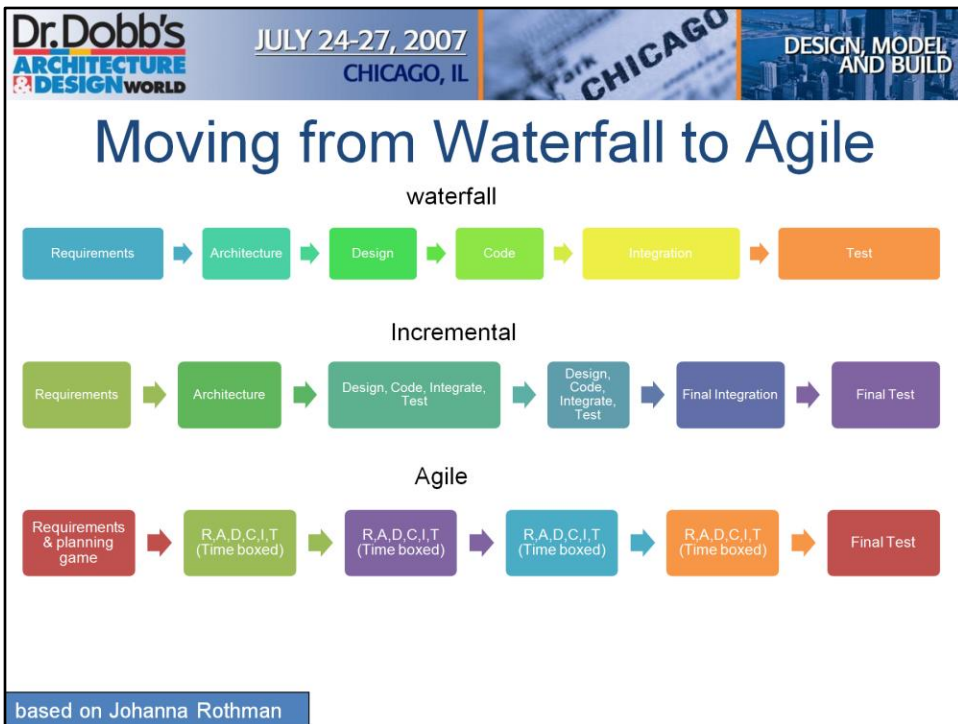 Dr. Dobb's
ARCHITECTURE
& DESIGN WORLD
JULY 24-27, 2007
CHICAGO, IL
Park
CHICAGO
DESIGN, MODEL
AND BUILD
Moving from Waterfall to Agile
waterfall
Requirements
Architecture
Design
Code
Integration
Test
Incremental
Requirements
Architecture
Design, Code, Integrate,
Test
Design,
Code,
Integrate,
Test
Final Integration
Final Test
Agile
Requirements
& planning
game
R,A,D,C,I,T
(Time boxed)
R,A,D,C,I,T
(Time boxed)
R,A,D,C,I,T
(Time boxed)
R,A,D,C,I,T
(Time boxed)
Final Test
based on Johanna Rothman